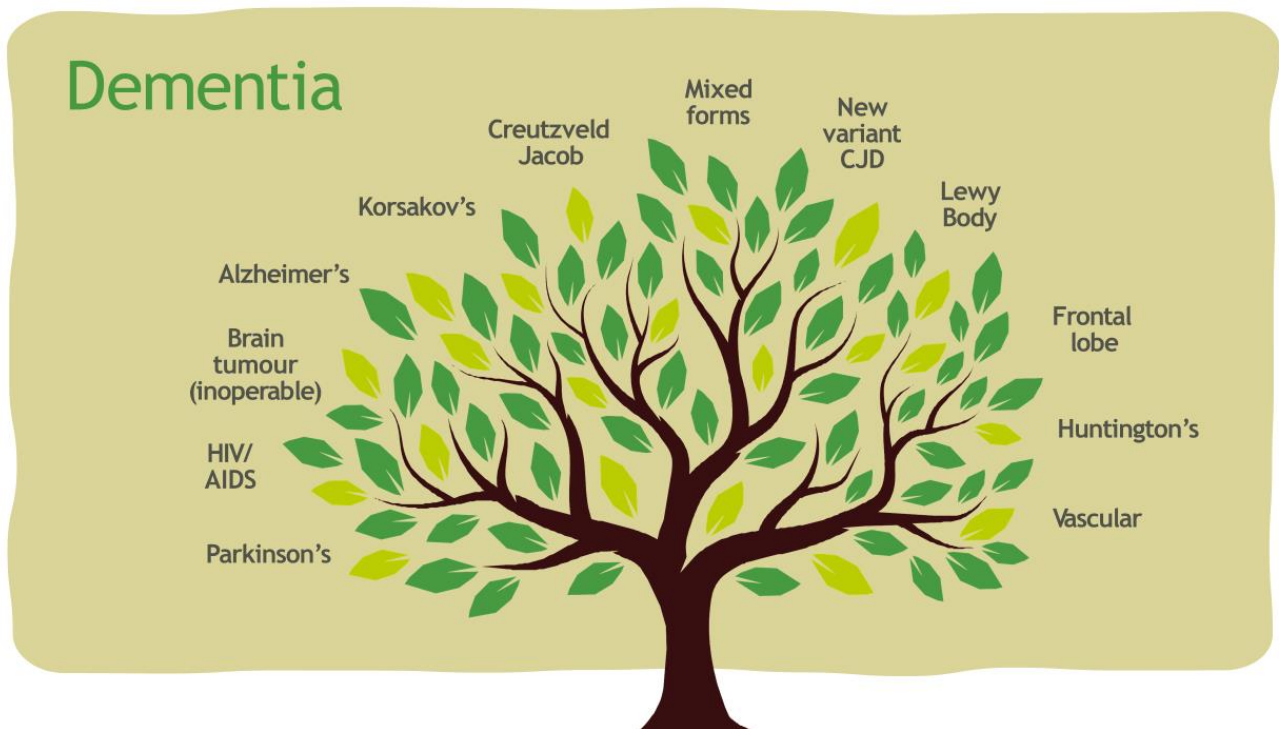 Dementia
Mixed
forms
New
variant
CJD
Creutzveld
Jacob
Lewy
Body
Korsakov’s
Alzheimer’s
Frontal
lobe
Brain
tumour
(inoperable)
Huntington’s
HIV/
AIDS
Vascular
Parkinson’s